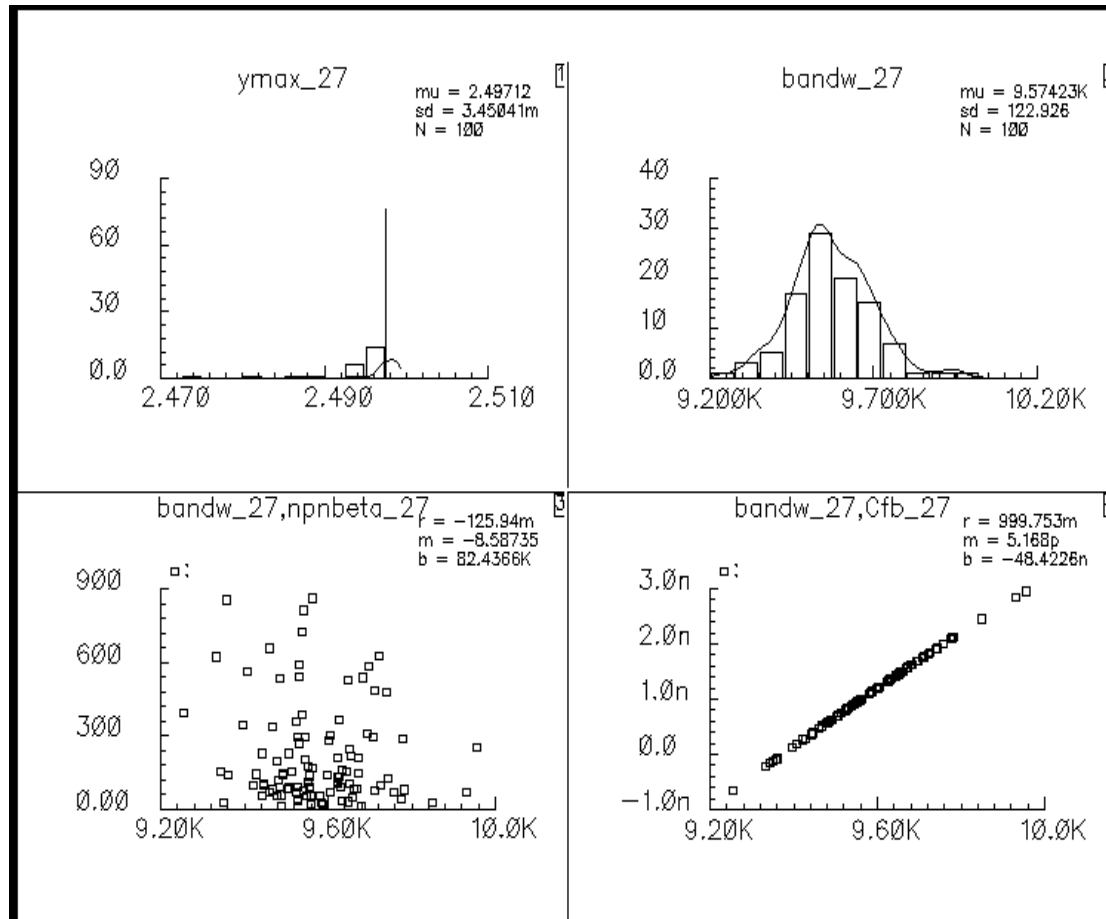 ymax_27
1
mu = 2.49712
sd = 3.45041m
N = 100
90
60
30
0.0
2.470
2.490
2.510
bandw_27
mu = 9.57423K
sd = 122.926
N = 100
40
30
20
10
0.0
9.200K
9.700K
10.20K
bandw_27,npnbeta_27
3
r = -125.94m
m = -8.58735
b = 82.4366K
900
600
300
0.00
9.20K
9.60K
10.0K
bandw_27,Cfb_27
r = 999.753m
m = 5.168p
b = -48.4226n
3.0n
2.0n
1.0n
0.0
-1.0n
9.20K
9.60K
10.0K